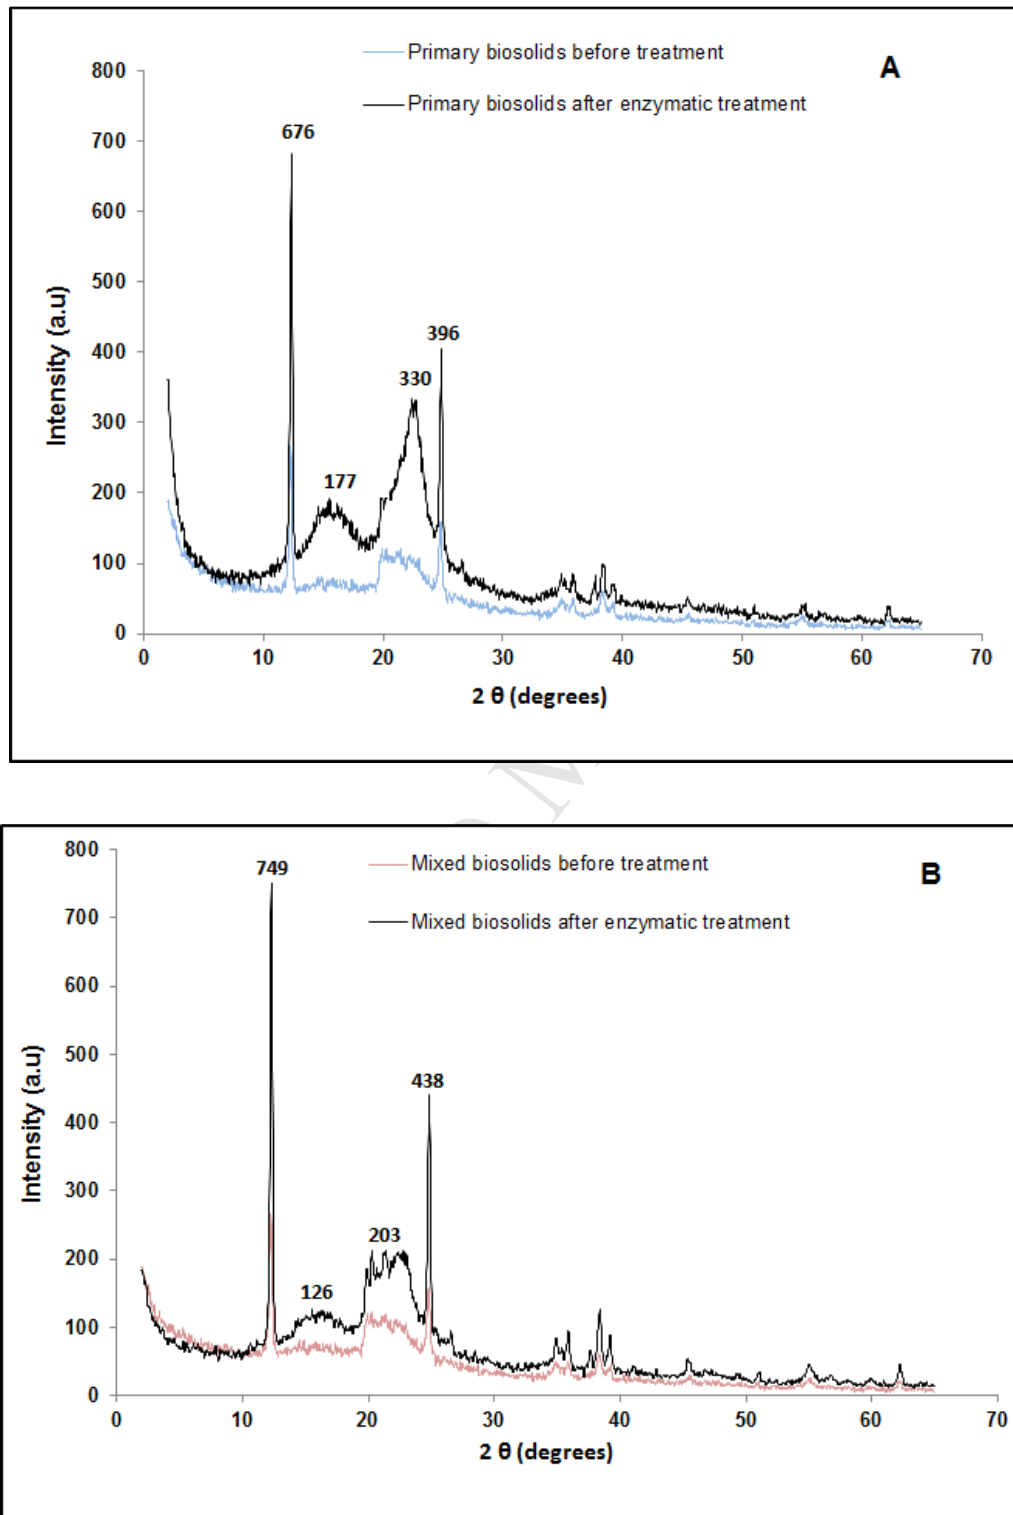 Primary biosolids before treatment
A
Primary biosolids after enzymatic treatment
800
700
600
500
400
300
200
100
0
Intensity (a.u)
676
177
330
396
0 10 20 30 40 50 60 70
2 θ (degrees)
Mixed biosolids before treatment
B
Mixed biosolids after enzymatic treatment
800
700
600
500
400
300
200
100
0
Intensity (a.u)
749
126
203
438
0 10 20 30 40 50 60 70
2 θ (degrees)